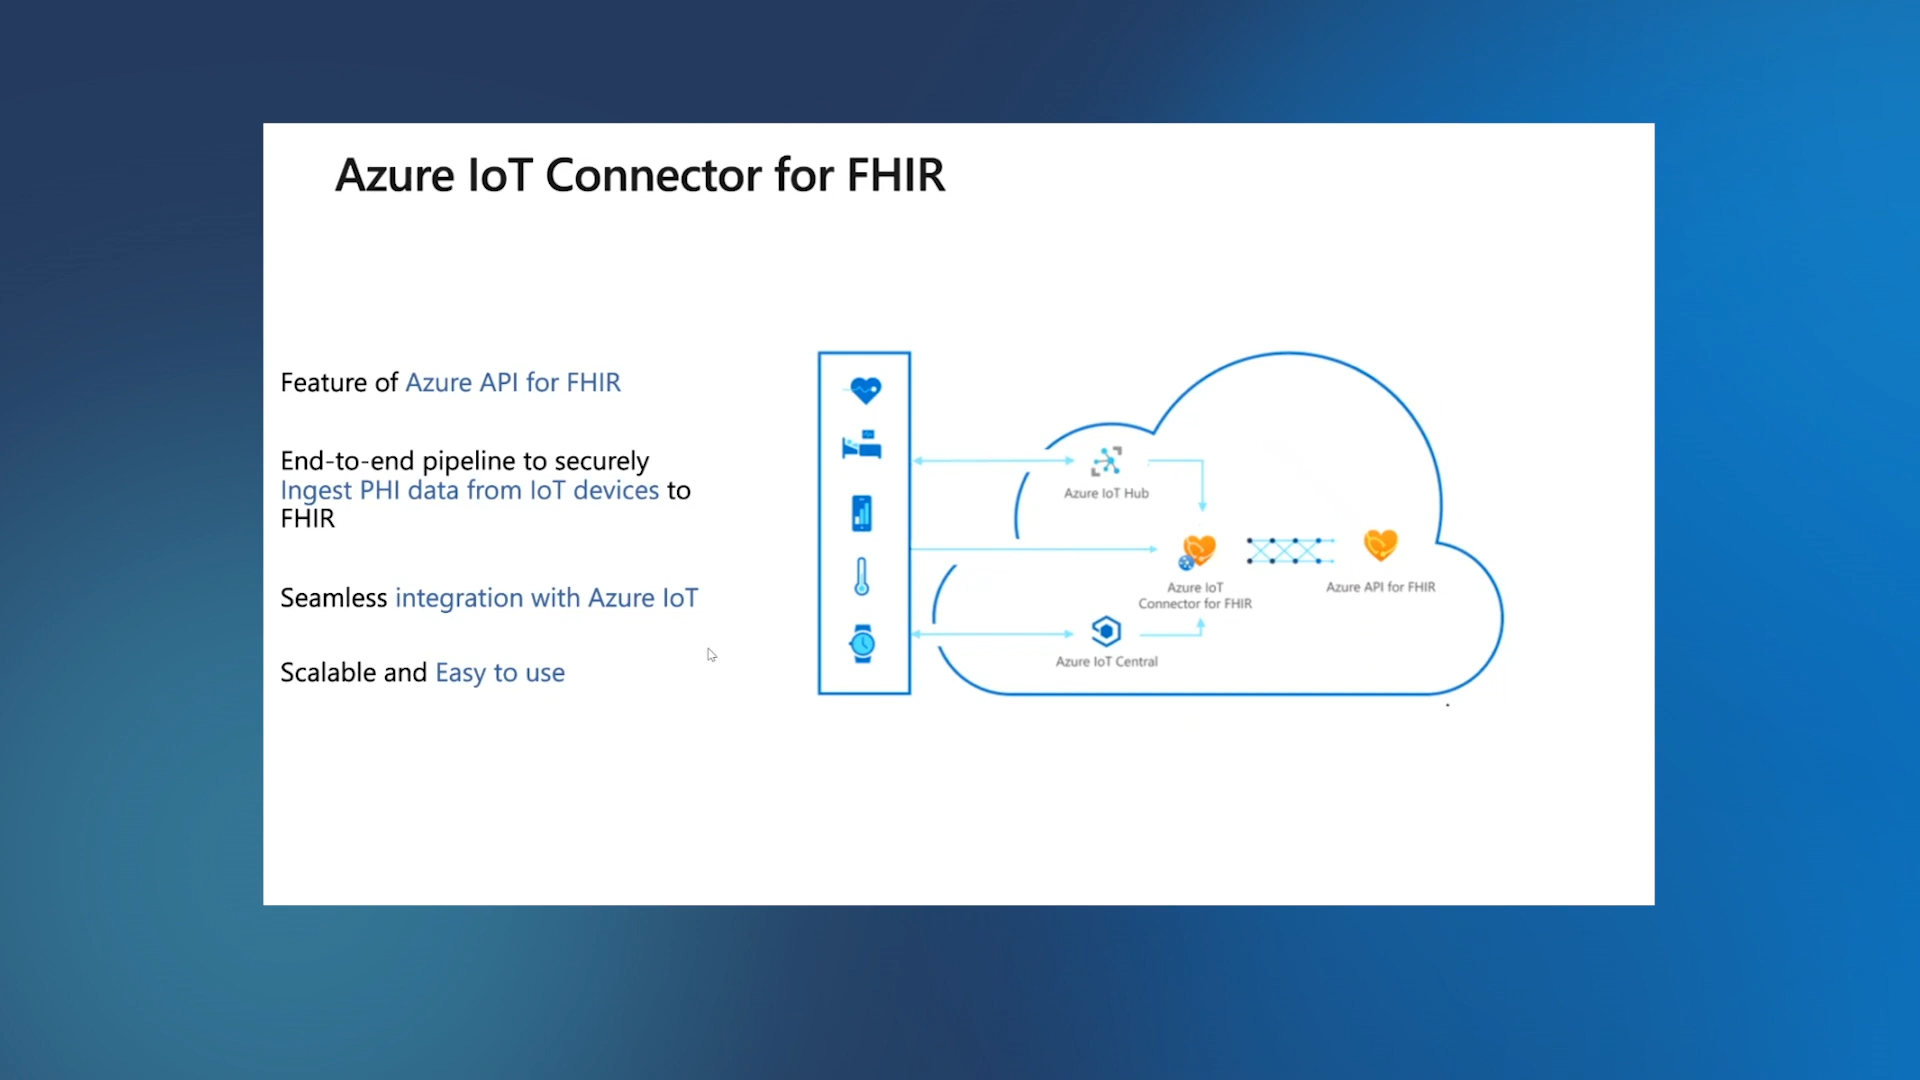 Azure IoT Connector for FHIR
Feature of Azure API for FHIR
End-to-end pipeline to securely
Ingest PHI data from IoT devices to
FHIR
Seamless integration with Azure IoT
Scalable and Easy to use
Azure IoT Hub
Azure IoT
Connector for FHIR
Azure API for FHIR
Azure IoT Central